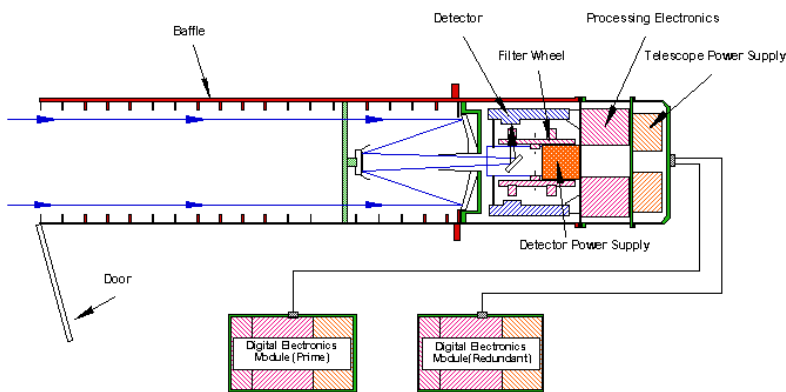 Detector
Processing Electronics
Baffle
Filter Wheel
Telescope Power Supply
Detector Power Supply
Door
Digital Electronics
Module (Prime)
Digital Electronics
Module(Redundant)